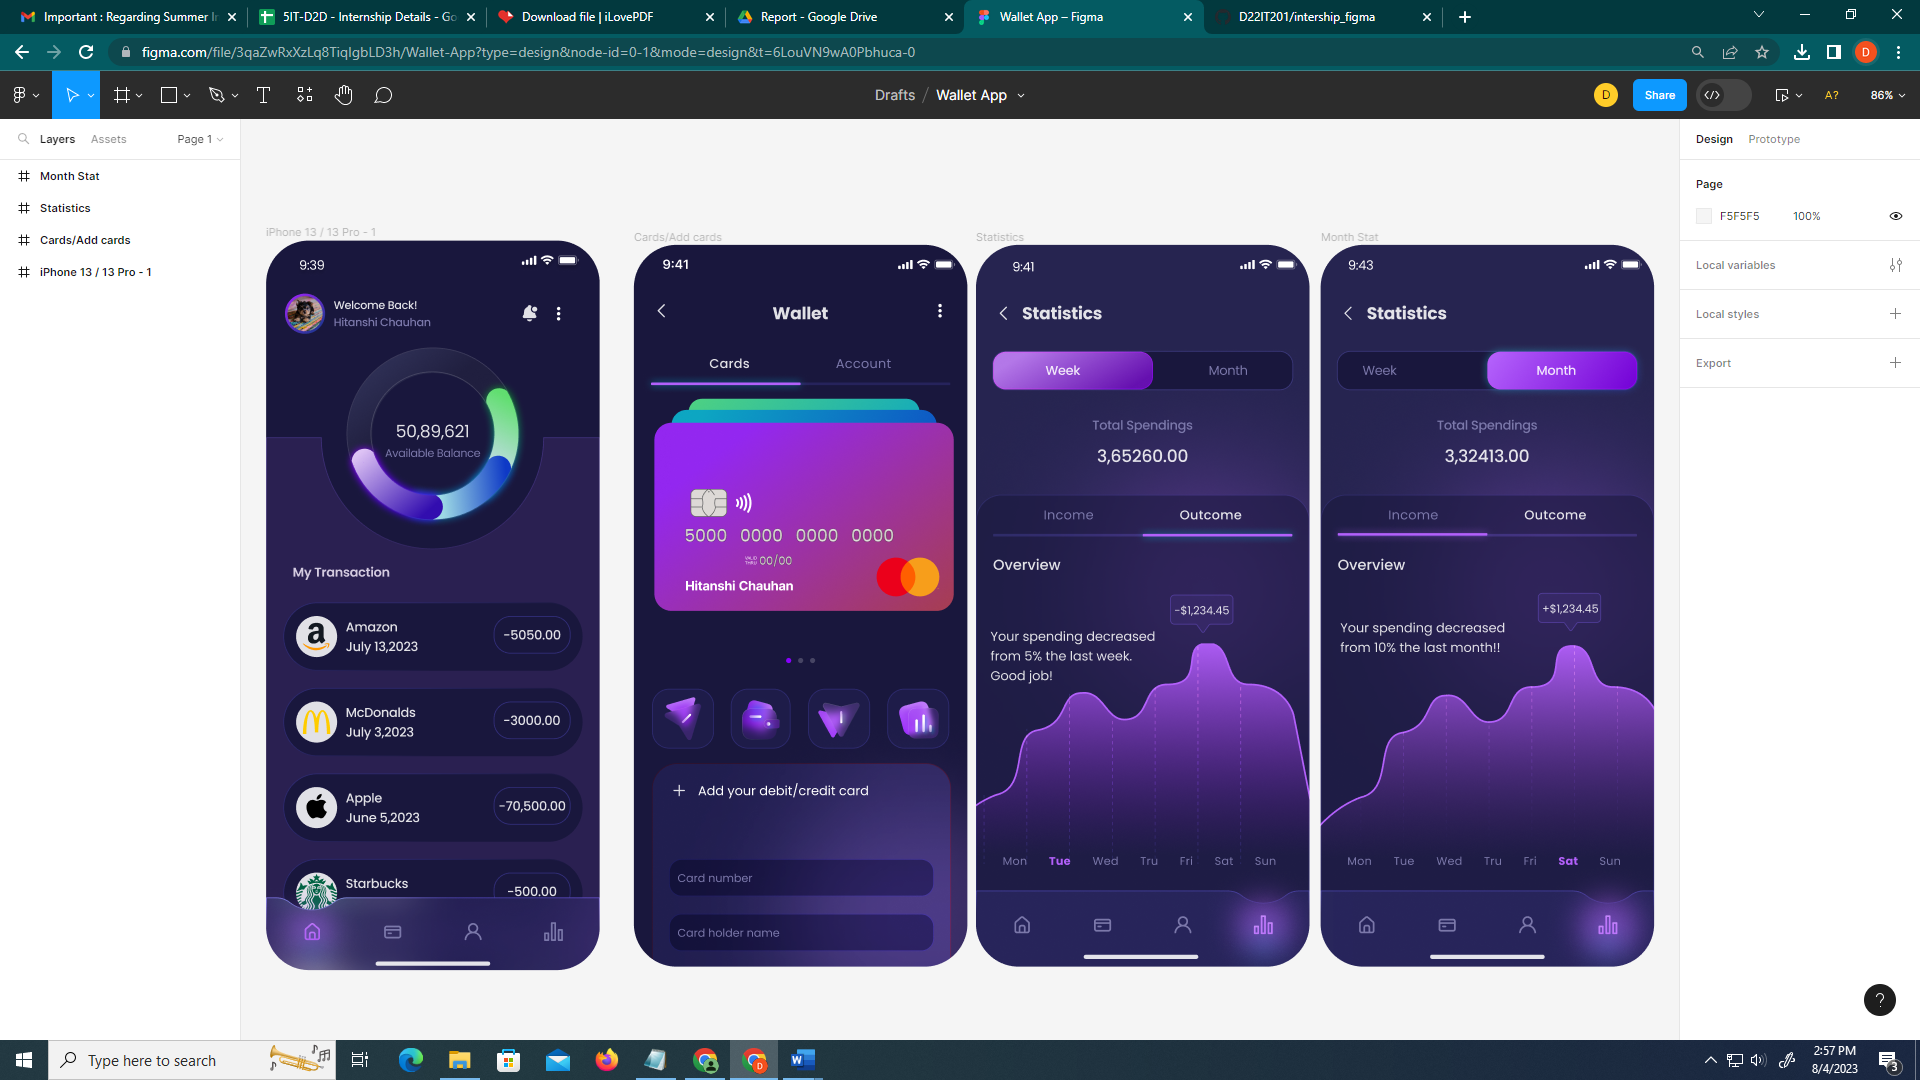 Important : Regarding Summer In
5IT-D2D - Internship Details - Go
Download file | iLovePDF
Report - Google Drive
Wallet App – Figma
D22IT201/intership_figma
figma.com/file/3qaZwRxXzLq8TiqIgbLD3h/Wallet-App?type=design&node-id=0-1&mode=design&t=6LouVN9wA0Pbhuca-0
D
Drafts / Wallet App
D
Share
A?
86%
Layers
Assets
Page 1
Month Stat
Statistics
Cards/Add cards
iPhone 13 / 13 Pro - 1
iPhone 13 / 13 Pro - 1
9:39
Welcome Back!
Hitanshi Chauhan
50,89,621
Available Balance
My Transaction
Amazon
July 13,2023
-5050.00
McDonalds
July 3,2023
-3000.00
Apple
June 5,2023
-70,500.00
Starbucks
-500.00
Cards/Add cards
9:41
Wallet
Cards
Account
5000 0000 0000 0000
VALID
THRU
00/00
Hitanshi Chauhan
Add your debit/credit card
Card number
Card holder name
Statistics
9:41
Statistics
Week
Month
Total Spendings
3,65260.00
Income
Outcome
Overview
-$1,234.45
Your spending decreased
from 5% the last week.
Good job!
Mon Tue Wed Tru Fri Sat Sun
Month Stat
9:43
Statistics
Week
Month
Total Spendings
3,32413.00
Income
Outcome
Overview
+$1,234.45
Your spending decreased
from 10% the last month!!
Mon Tue Wed Tru Fri Sat Sun
Design
Prototype
Page
F5F5F5
100%
Local variables
Local styles
Export
?
Type here to search
D
W
2:57 PM
8/4/2023
3